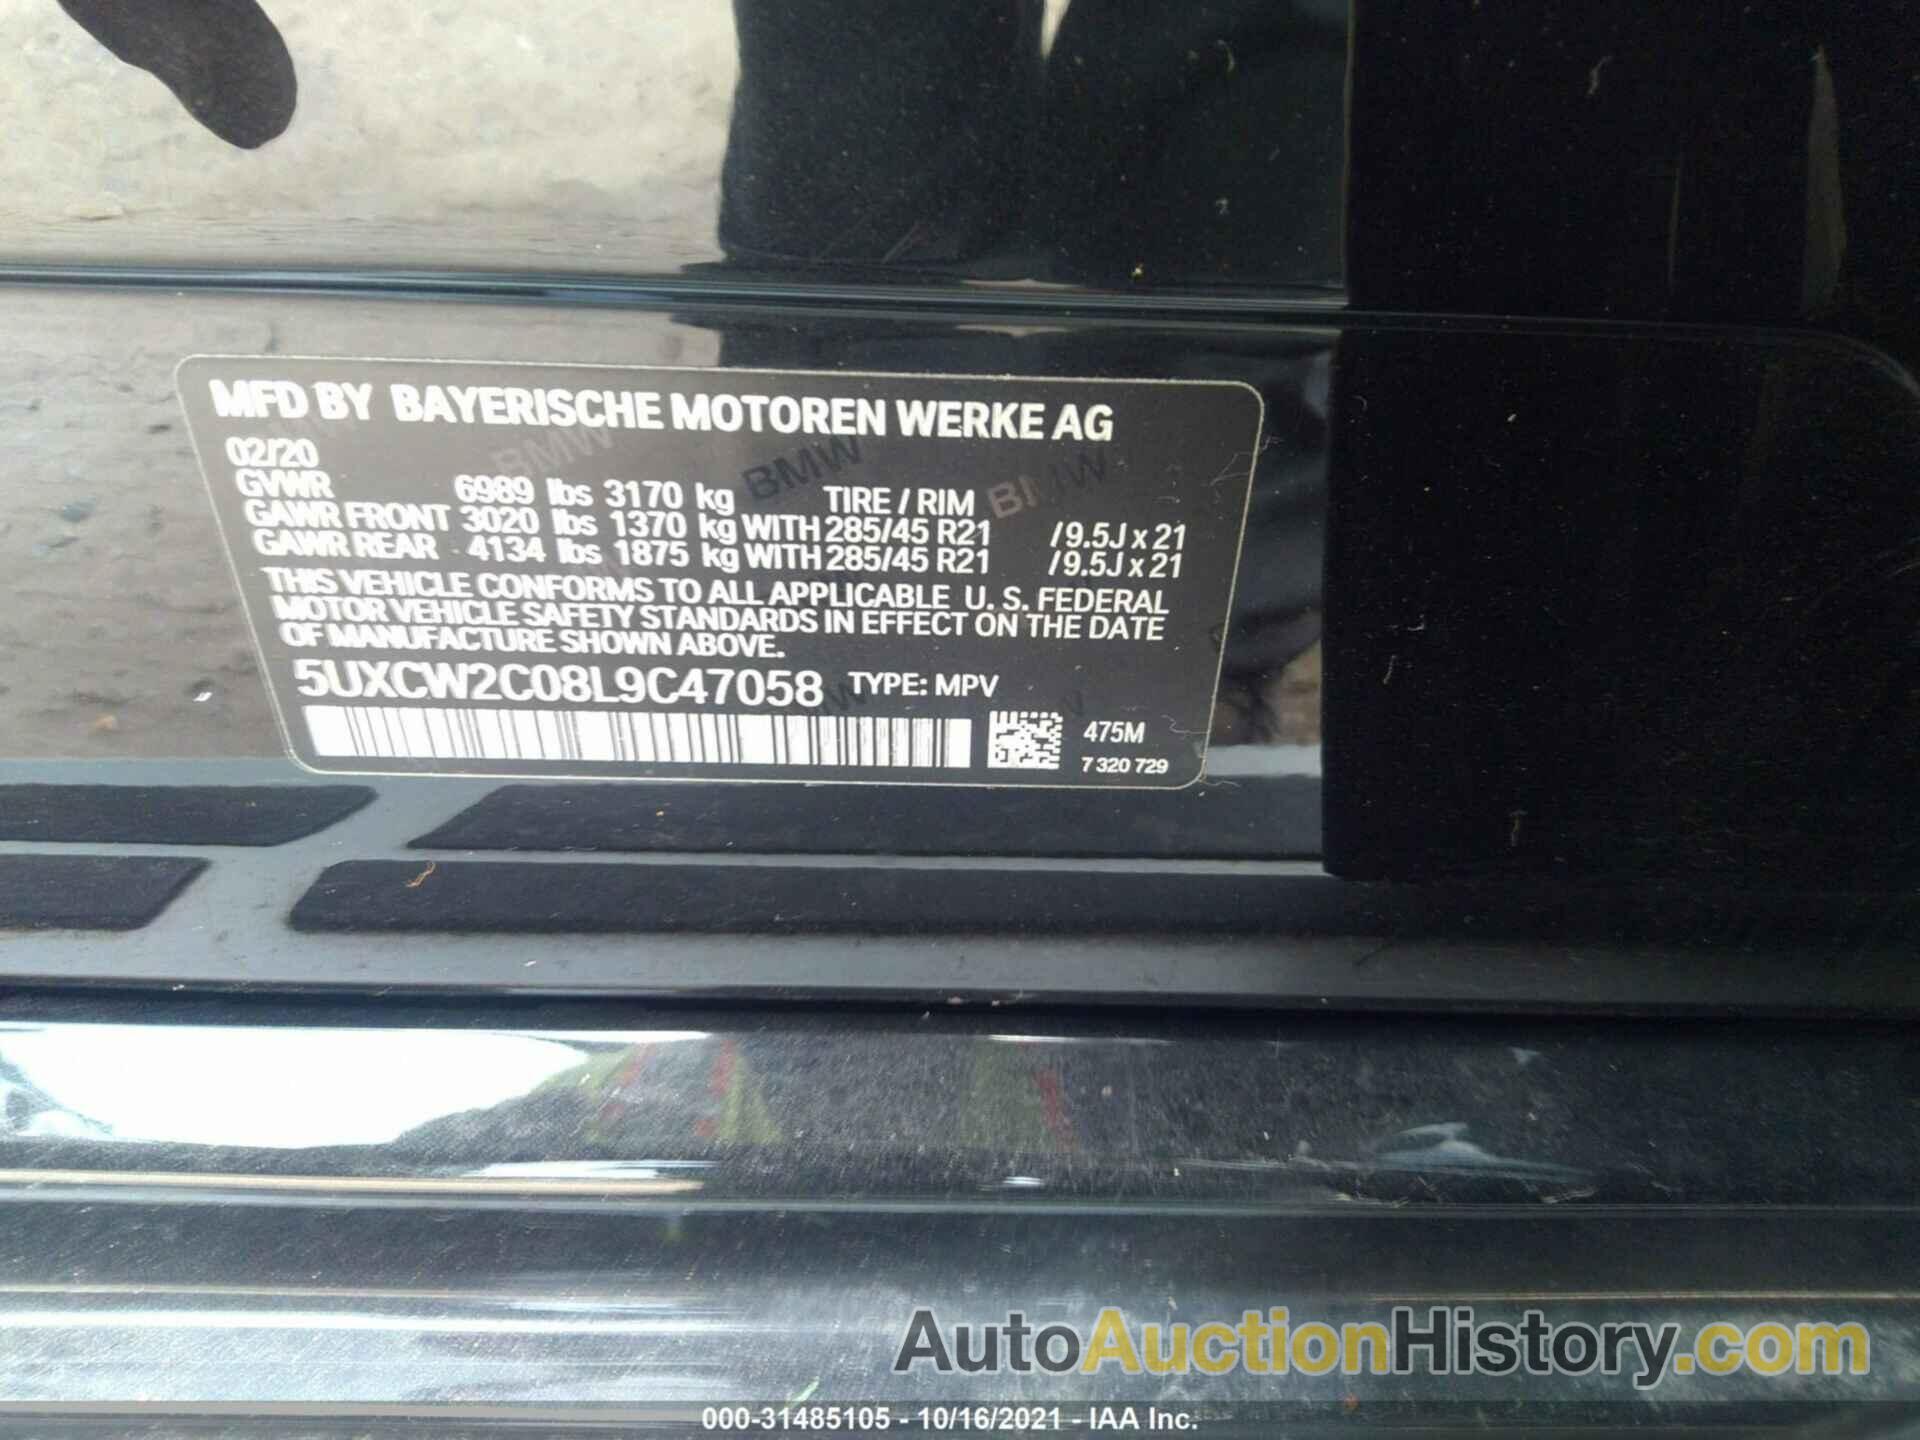 MFD BY BAYERISCHE MOTOREN WERKE AG
02/20
GVWR 6989 lbs 3170 kg TIRE / RIM
GAWR FRONT 3020 lbs 1370 kg WITH 285/45 R21 /9.5J x 21
GAWR REAR 4134 lbs 1875 kg WITH 285/45 R21 /9.5J x 21
THIS VEHICLE CONFORMS TO ALL APPLICABLE U. S. FEDERAL
MOTOR VEHICLE SAFETY STANDARDS IN EFFECT ON THE DATE
OF MANUFACTURE SHOWN ABOVE.
5UXCW2C08L9C47058 TYPE: MPV
475M
7 320 729
BMW BMW BMW
AutoAuctionHistory.com
000-31485105 - 10/16/2021 - IAA Inc.